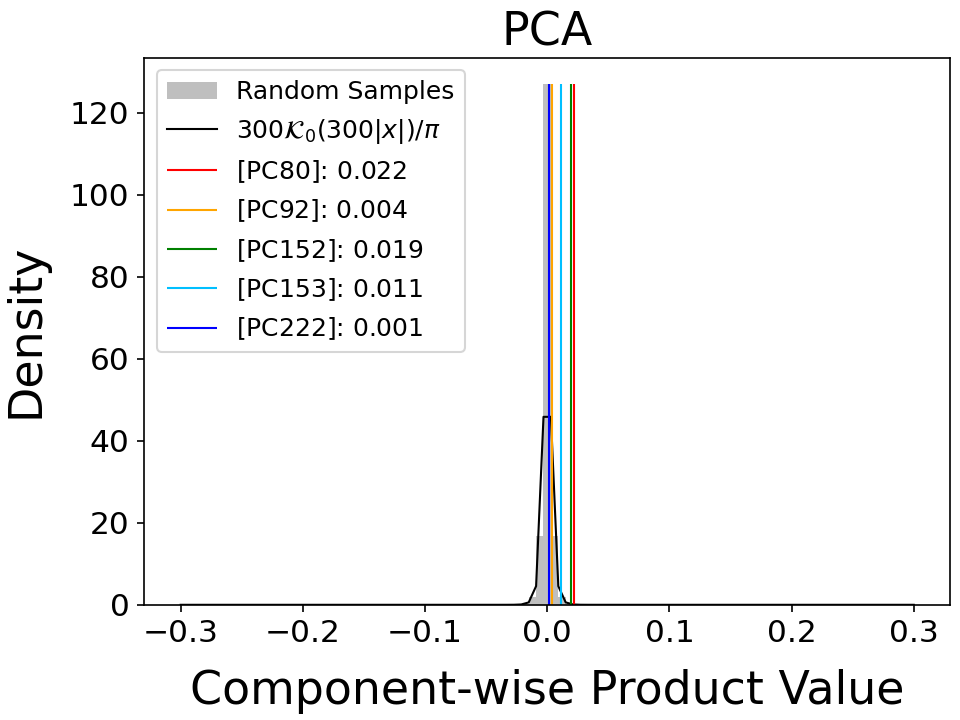 PCA
Random Samples
300𝒦₀(300|x|)/π
[PC80]: 0.022
[PC92]: 0.004
[PC152]: 0.019
[PC153]: 0.011
[PC222]: 0.001
Density
120
100
80
60
40
20
0
−0.3 −0.2 −0.1 0.0 0.1 0.2 0.3
Component-wise Product Value